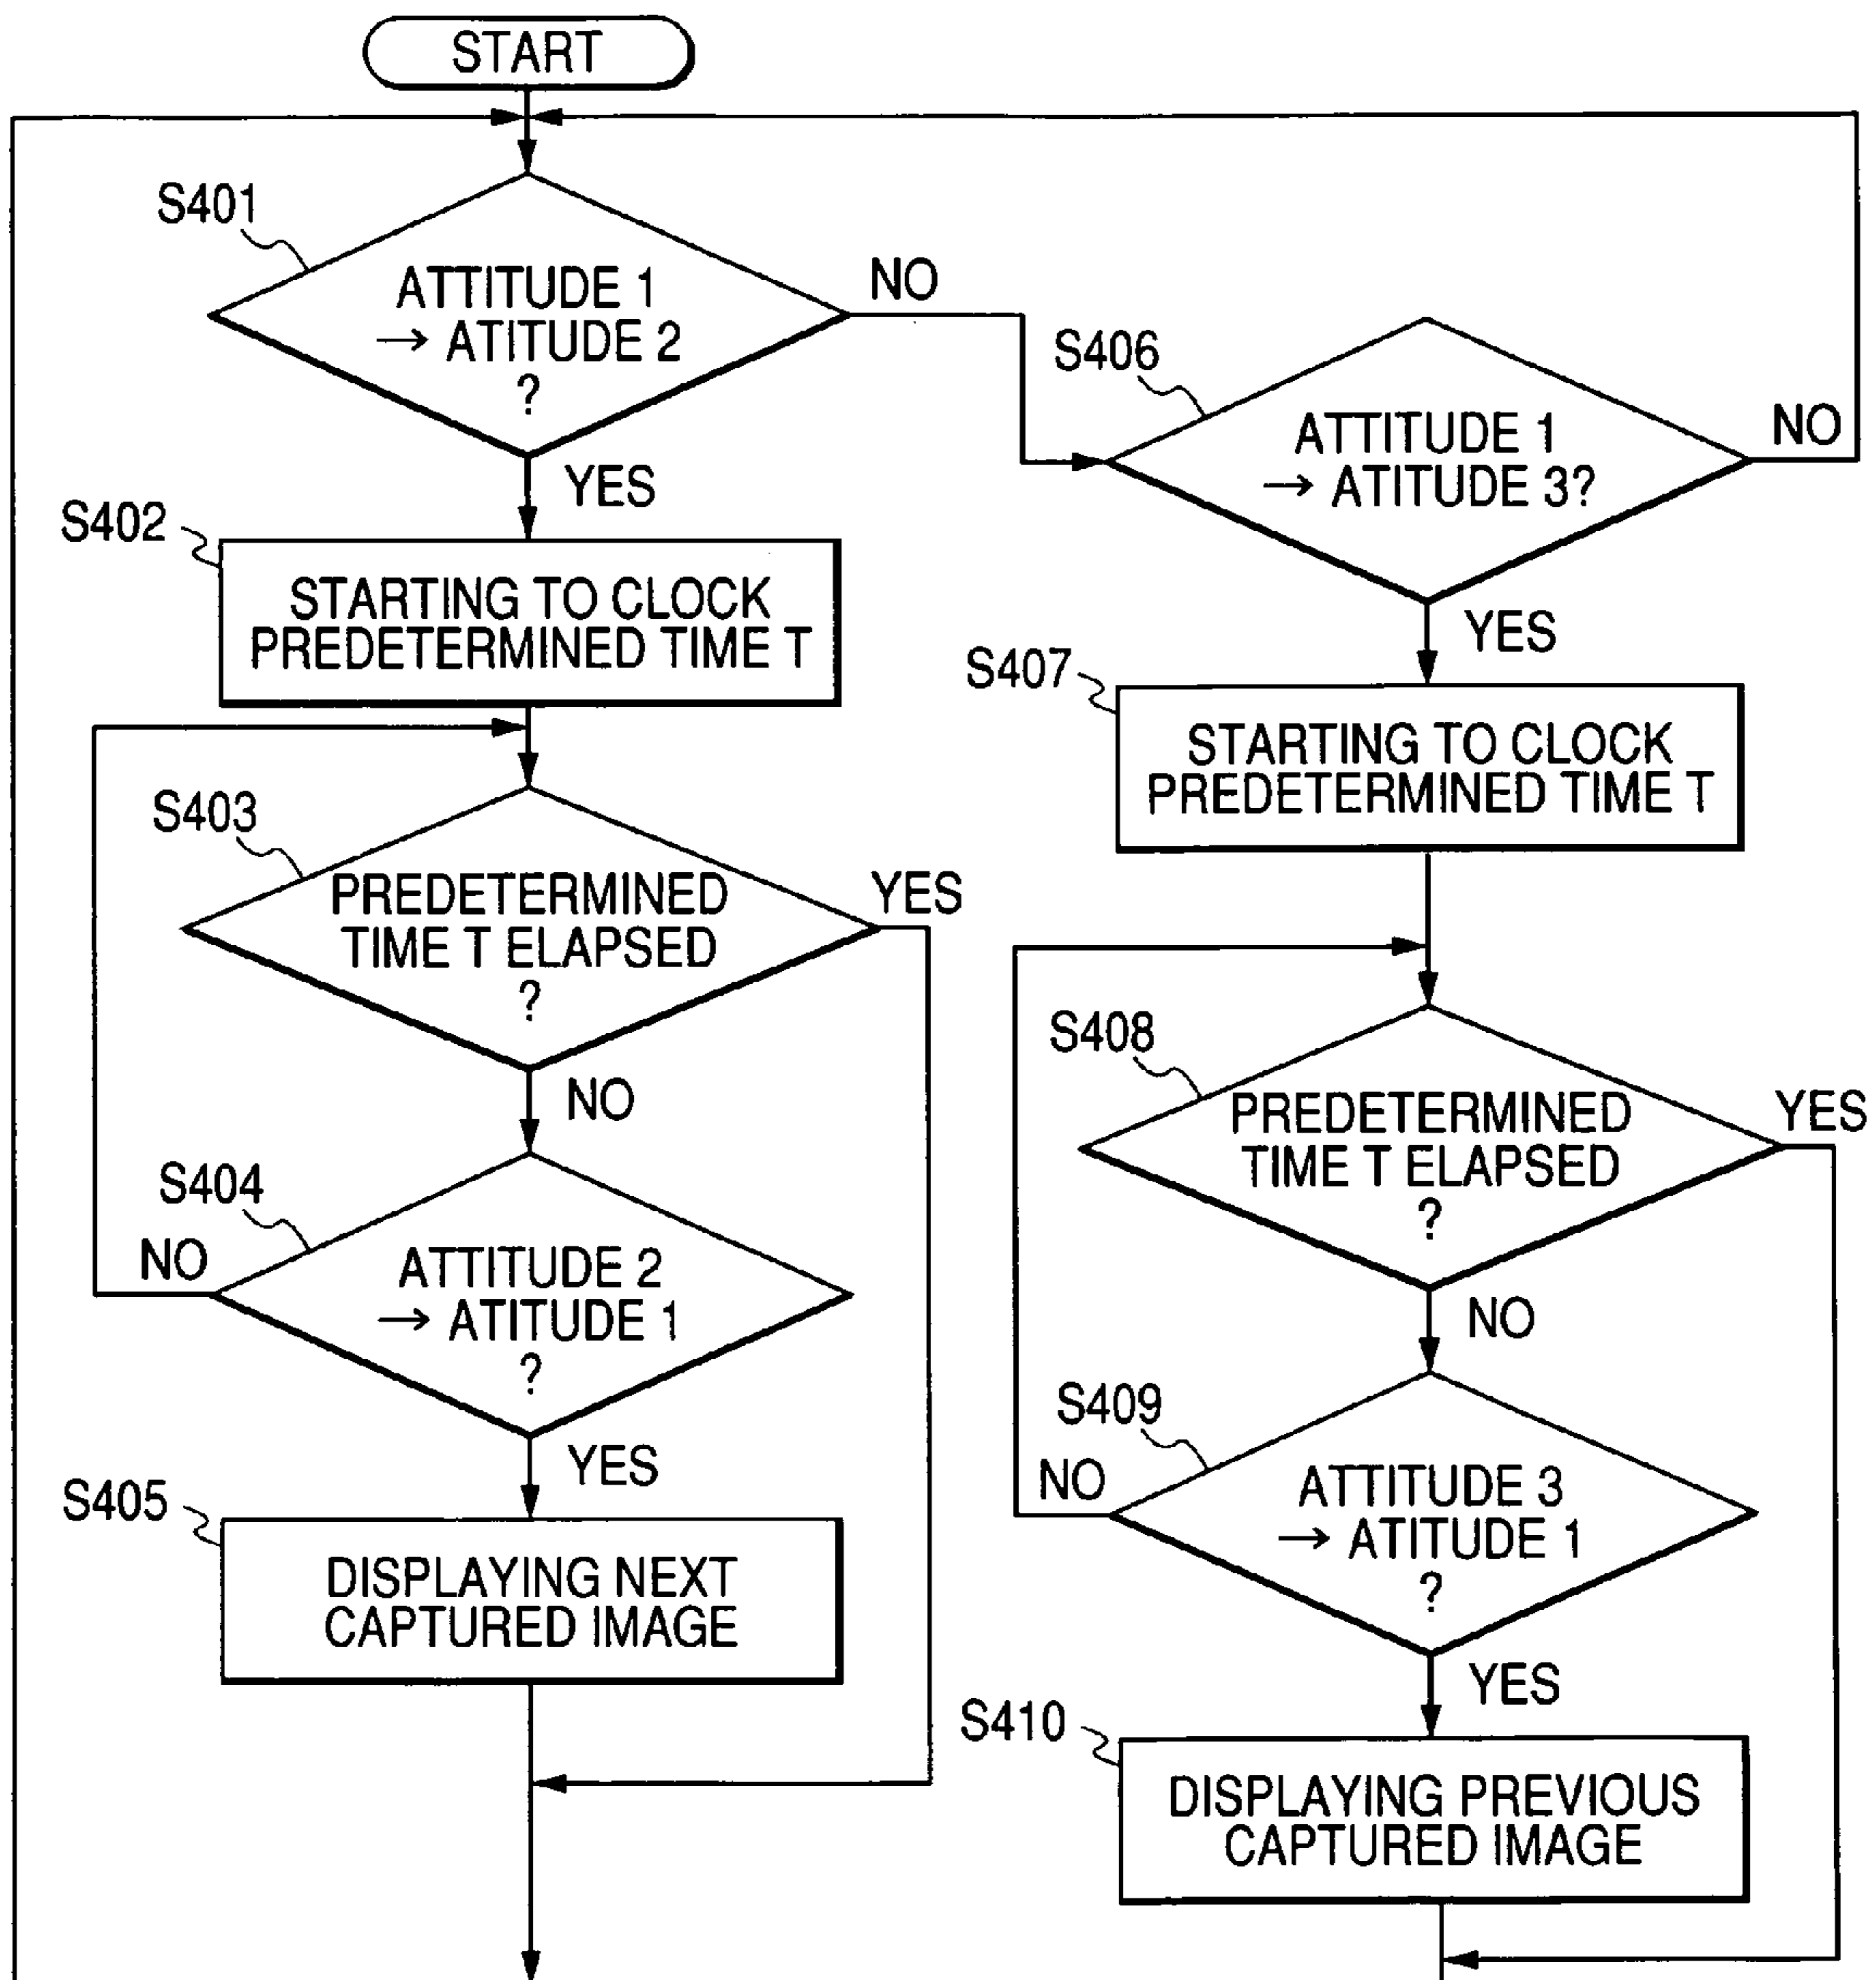 START
S401
ATTITUDE 1
→ ATITUDE 2
?
NO
YES
S402
STARTING TO CLOCK
PREDETERMINED TIME T
S403
PREDETERMINED
TIME T ELAPSED
?
YES
NO
S404
ATTITUDE 2
→ ATITUDE 1
?
NO
YES
S405
DISPLAYING NEXT
CAPTURED IMAGE
S406
ATTITUDE 1
→ ATITUDE 3?
NO
YES
S407
STARTING TO CLOCK
PREDETERMINED TIME T
S408
PREDETERMINED
TIME T ELAPSED
?
YES
NO
S409
ATTITUDE 3
→ ATITUDE 1
?
NO
YES
S410
DISPLAYING PREVIOUS
CAPTURED IMAGE